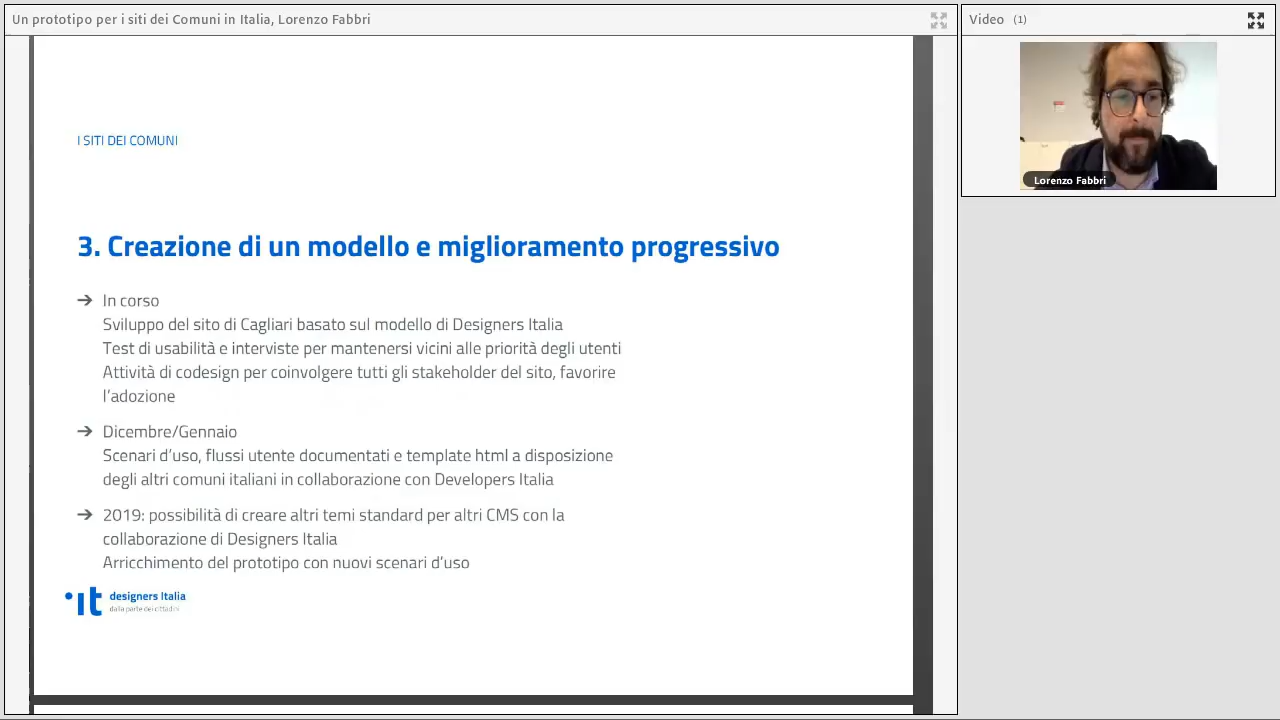 Un prototipo per i siti dei Comuni in Italia, Lorenzo Fabbri
Video (1)
Lorenzo Fabbri
I SITI DEI COMUNI
3. Creazione di un modello e miglioramento progressivo
➔ In corso
Sviluppo del sito di Cagliari basato sul modello di Designers Italia
Test di usabilità e interviste per mantenersi vicini alle priorità degli utenti
Attività di codesign per coinvolgere tutti gli stakeholder del sito, favorire
l’adozione
➔ Dicembre/Gennaio
Scenari d’uso, flussi utente documentati e template html a disposizione
degli altri comuni italiani in collaborazione con Developers Italia
➔ 2019: possibilità di creare altri temi standard per altri CMS con la
collaborazione di Designers Italia
Arricchimento del prototipo con nuovi scenari d’uso
it designers Italia
dalla parte dei cittadini